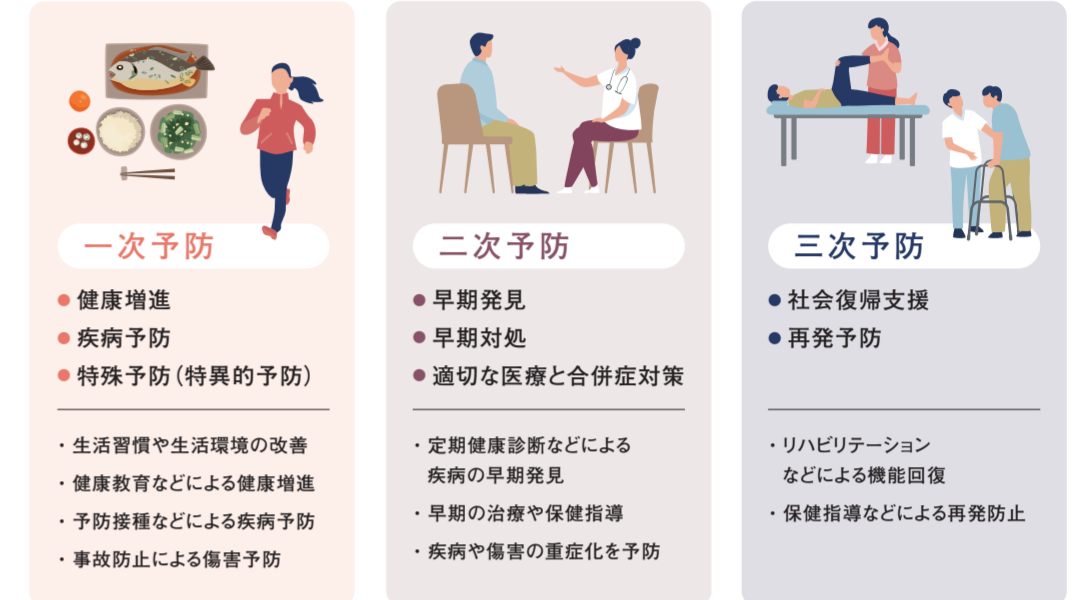 一次予防
● 健康増進
● 疾病予防
● 特殊予防（特異的予防）
・ 生活習慣や生活環境の改善
・ 健康教育などによる健康増進
・ 予防接種などによる疾病予防
・ 事故防止による傷害予防
二次予防
● 早期発見
● 早期対処
● 適切な医療と合併症対策
・ 定期健康診断などによる
疾病の早期発見
・ 早期の治療や保健指導
・ 疾病や傷害の重症化を予防
三次予防
● 社会復帰支援
● 再発予防
・ リハビリテーション
などによる機能回復
・ 保健指導などによる再発防止